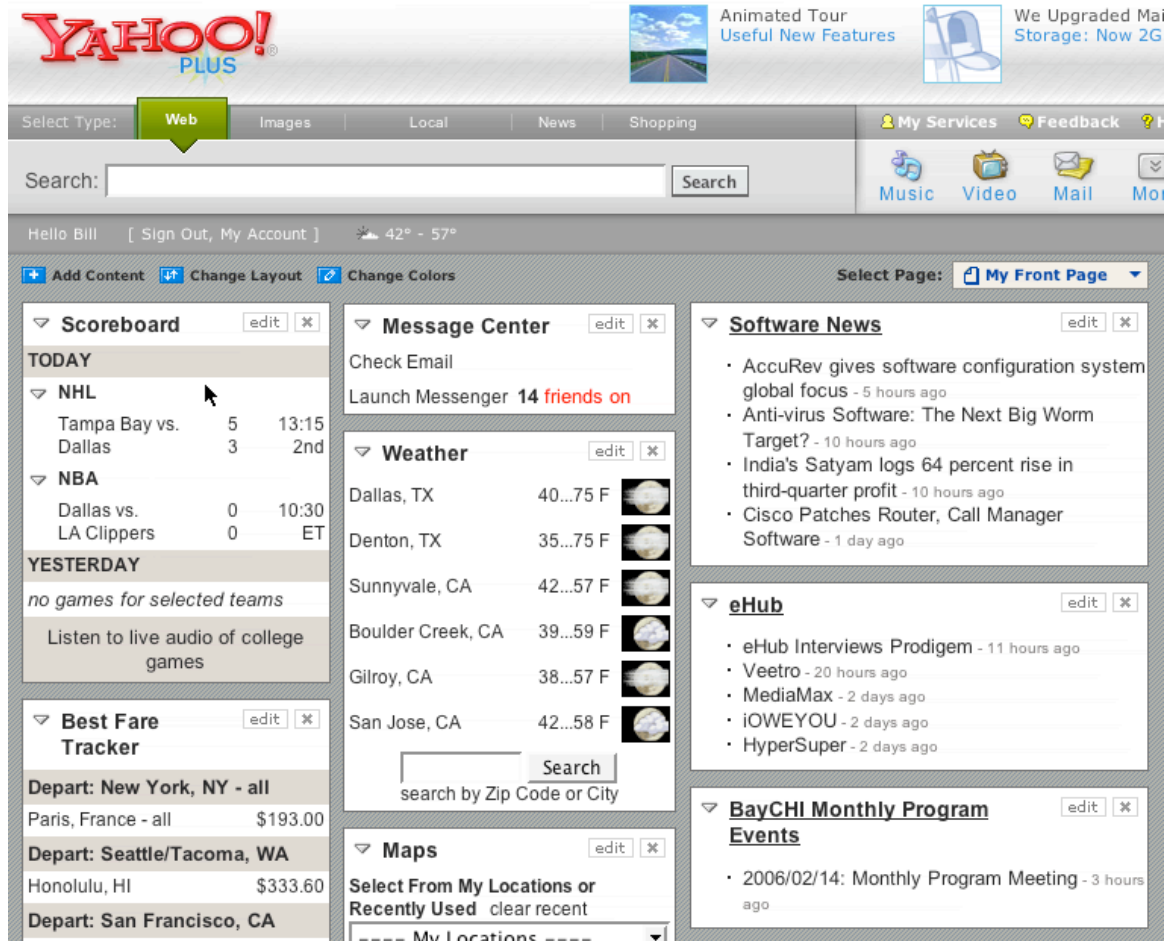 YAHOO! ®
PLUS
Animated Tour
Useful New Features
We Upgraded Mai
Storage: Now 2G
Select Type:
Web
Images
Local
News
Shopping
My Services
Feedback
H
Search:
Search
Music
Video
Mail
Mor
Hello Bill [ Sign Out, My Account ] 42° - 57°
Add Content
Change Layout
Change Colors
Select Page:
My Front Page
Scoreboard
edit
TODAY
NHL
Tampa Bay vs. 5 13:15
Dallas 3 2nd
NBA
Dallas vs. 0 10:30
LA Clippers 0 ET
YESTERDAY
no games for selected teams
Listen to live audio of college
games
Best Fare
Tracker
edit
Depart: New York, NY - all
Paris, France - all $193.00
Depart: Seattle/Tacoma, WA
Honolulu, HI $333.60
Depart: San Francisco, CA
Message Center
edit
Check Email
Launch Messenger 14 friends on
Weather
edit
Dallas, TX 40...75 F
Denton, TX 35...75 F
Sunnyvale, CA 42...57 F
Boulder Creek, CA 39...59 F
Gilroy, CA 38...57 F
San Jose, CA 42...58 F
Search
search by Zip Code or City
Maps
edit
Select From My Locations or
Recently Used clear recent
---- My Locations ----
Software News
edit
· AccuRev gives software configuration system
global focus - 5 hours ago
· Anti-virus Software: The Next Big Worm
Target? - 10 hours ago
· India's Satyam logs 64 percent rise in
third-quarter profit - 10 hours ago
· Cisco Patches Router, Call Manager
Software - 1 day ago
eHub
edit
· eHub Interviews Prodigem - 11 hours ago
· Veetro - 20 hours ago
· MediaMax - 2 days ago
· iOWEYOU - 2 days ago
· HyperSuper - 2 days ago
BayCHI Monthly Program
Events
edit
· 2006/02/14: Monthly Program Meeting - 3 hours
ago